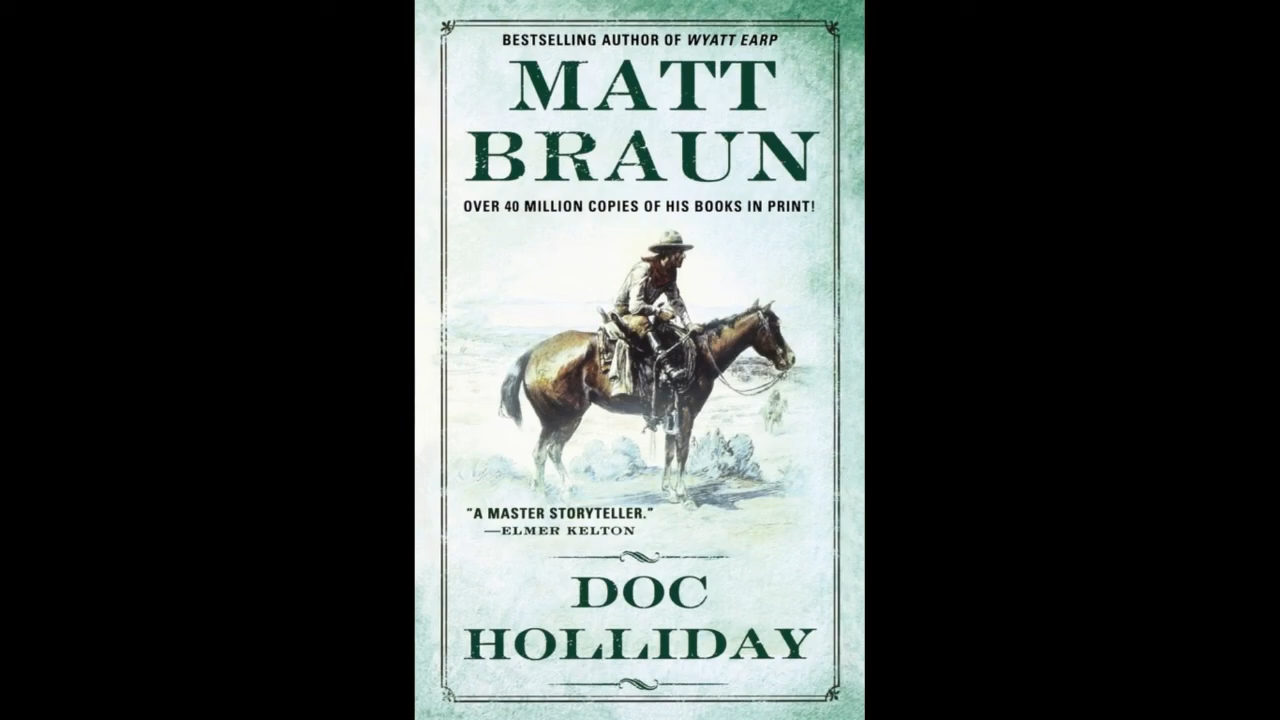 BESTSELLING AUTHOR OF WYATT EARP
MATT
BRAUN
OVER 40 MILLION COPIES OF HIS BOOKS IN PRINT!
"A MASTER STORYTELLER."
—ELMER KELTON
DOC
HOLLIDAY